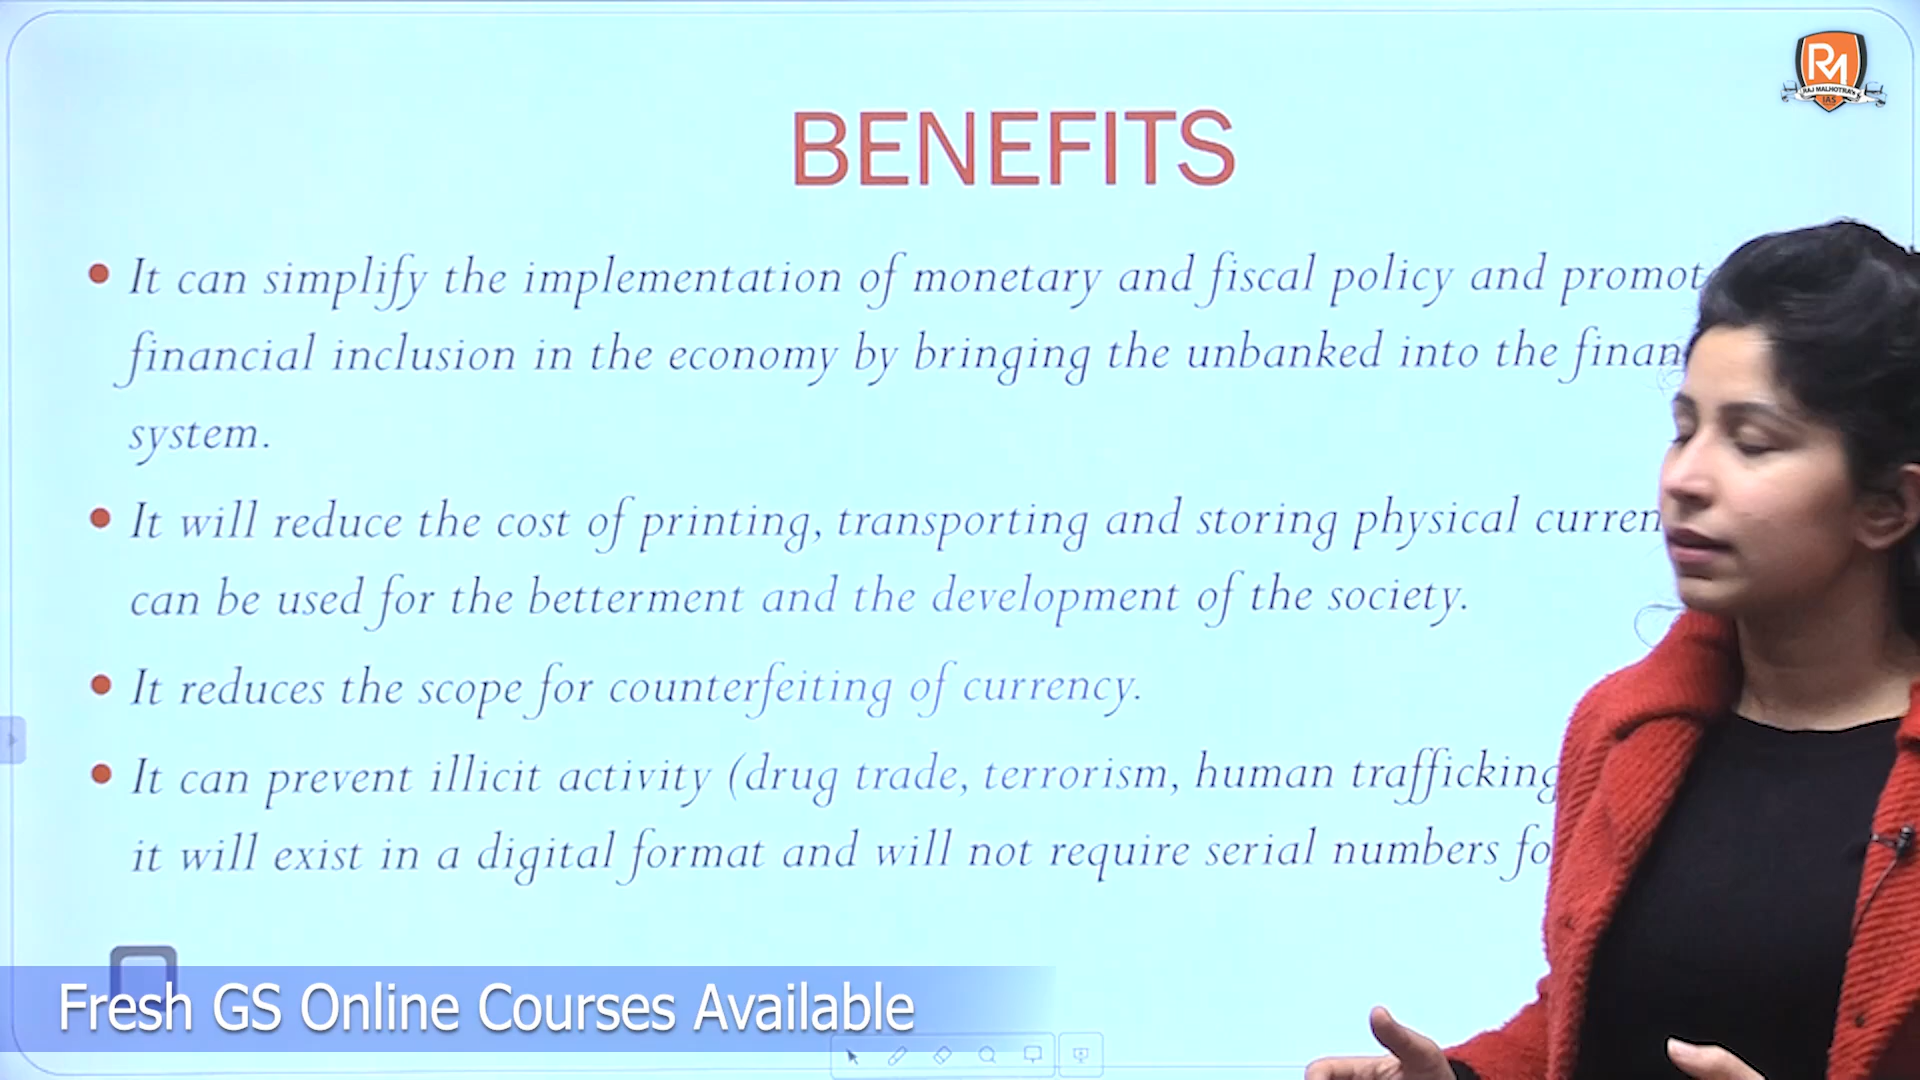 RM
RAJ MALHOTRA'S
IAS
BENEFITS
It can simplify the implementation of monetary and fiscal policy and
financial inclusion in the economy by bringing the unbanked into the
system.
It will reduce the cost of printing, transporting and storing physical
can be used for the betterment and the development of the society.
It reduces the scope for counterfeiting of currency.
It can prevent illicit activity (drug trade, terrorism, human trafficking
it will exist in a digital format and will not require serial numbers
Fresh GS Online Courses Available